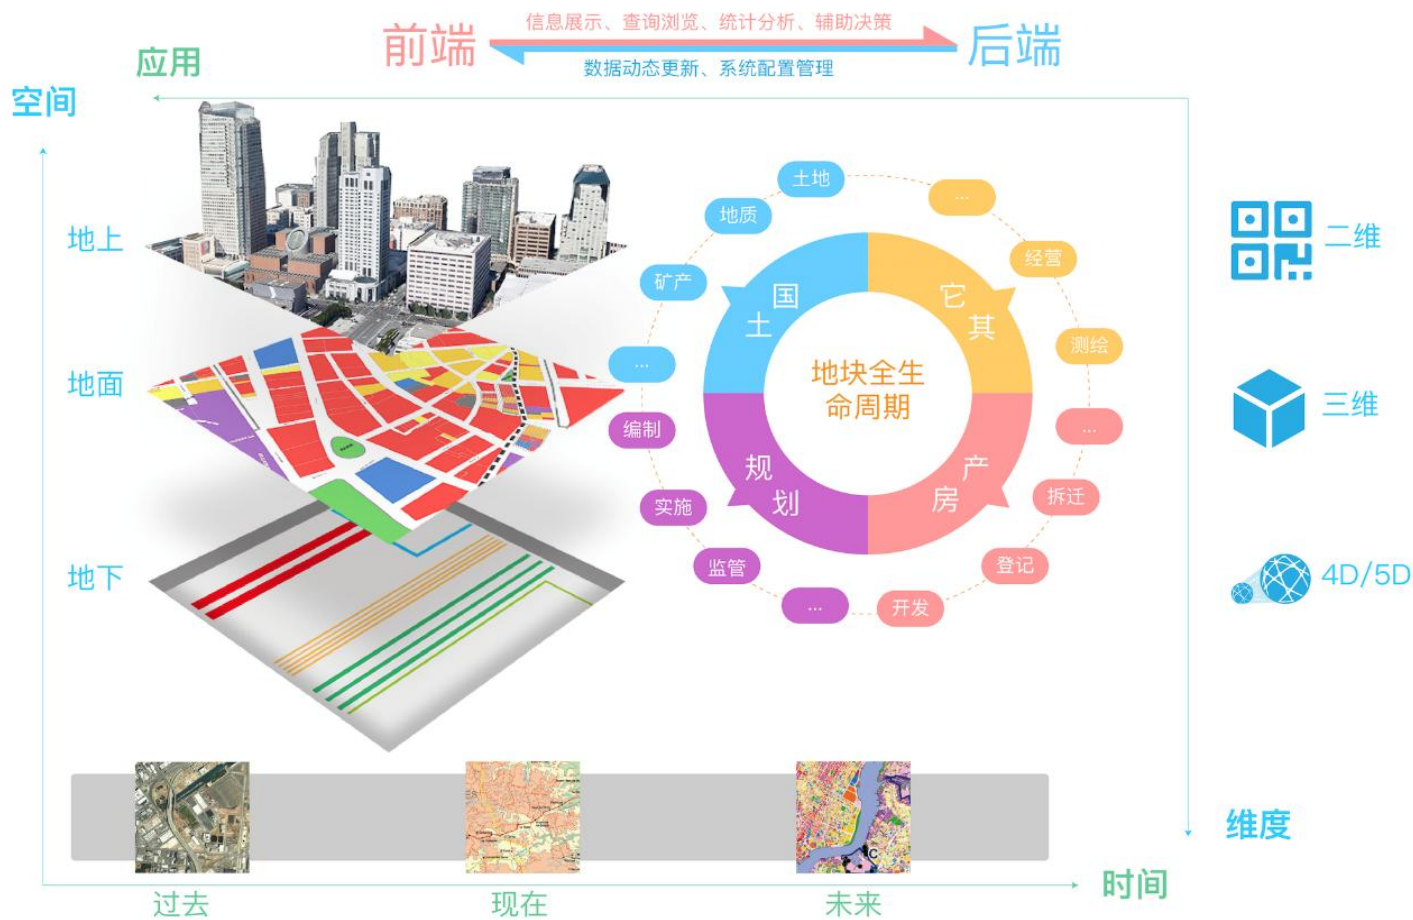 信息展示、查询浏览、统计分析、辅助决策
前端
后端
数据动态更新、系统配置管理
应用
空间
地上
地面
地下
土地
地质
矿产
...
编制
实施
监管
...
开发
登记
拆迁
...
测绘
经营
...
国土
其它
规划
房产
地块全生
命周期
二维
三维
4D/5D
维度
时间
过去
现在
未来